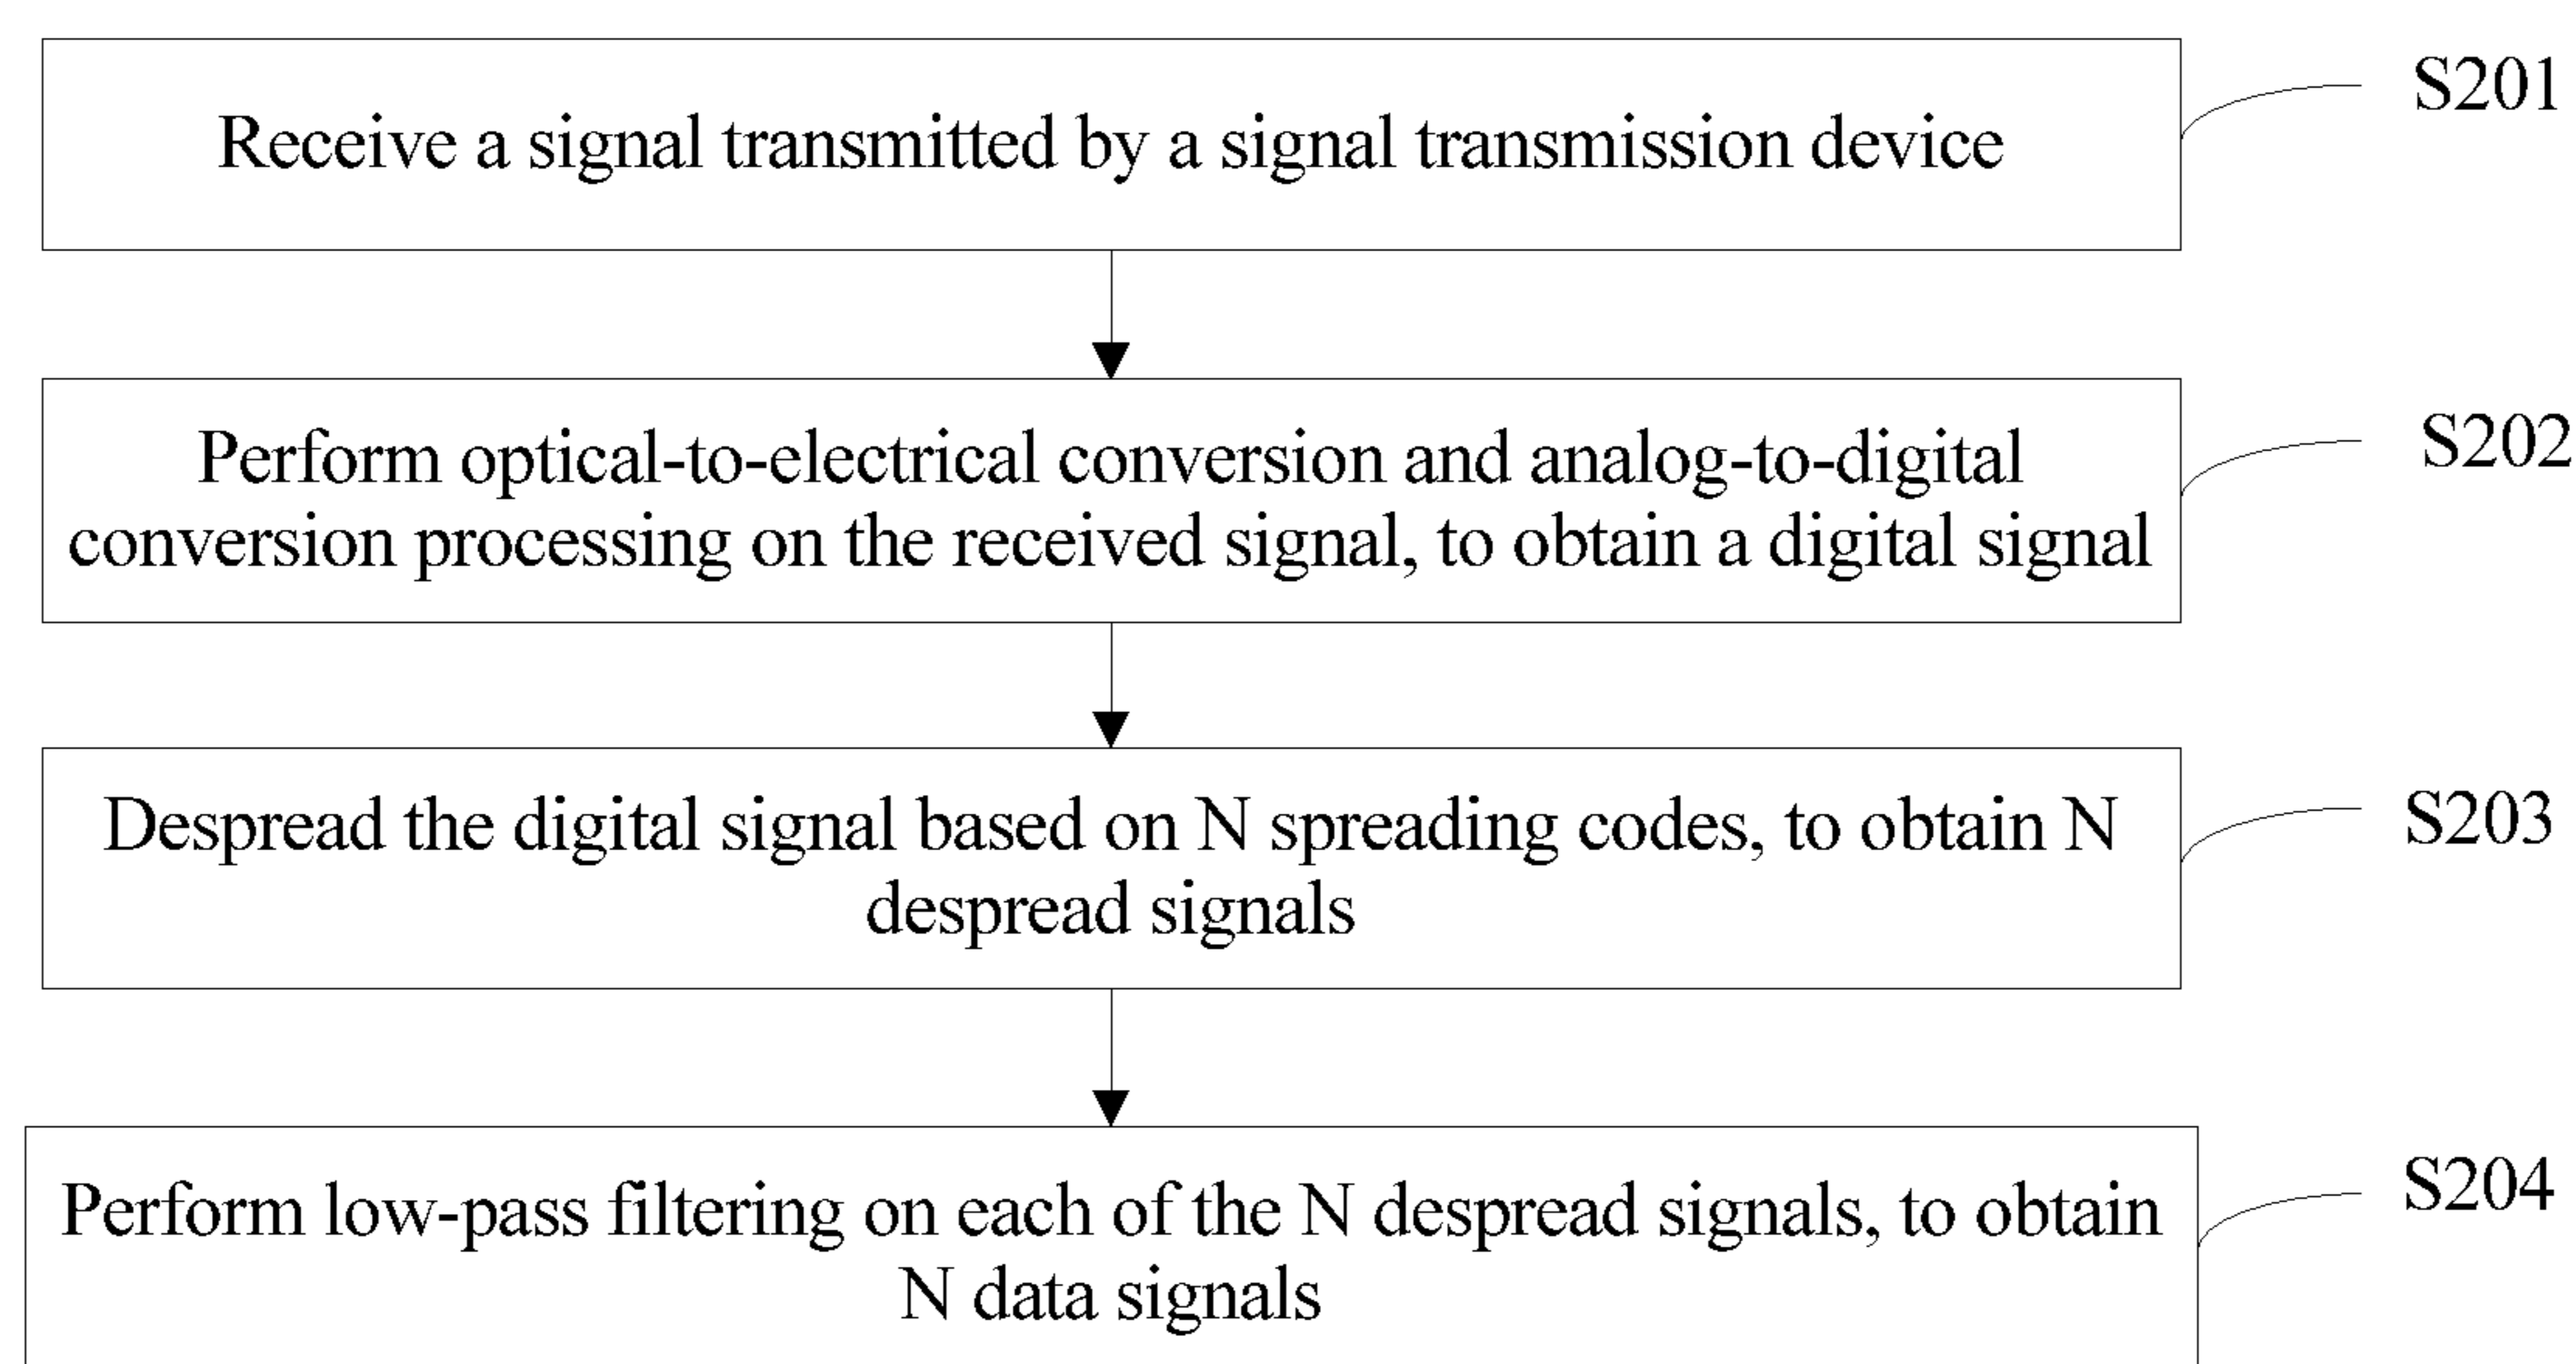 Receive a signal transmitted by a signal transmission device
S201
Perform optical-to-electrical conversion and analog-to-digital
conversion processing on the received signal, to obtain a digital signal
S202
Despread the digital signal based on N spreading codes, to obtain N
despread signals
S203
Perform low-pass filtering on each of the N despread signals, to obtain
N data signals
S204